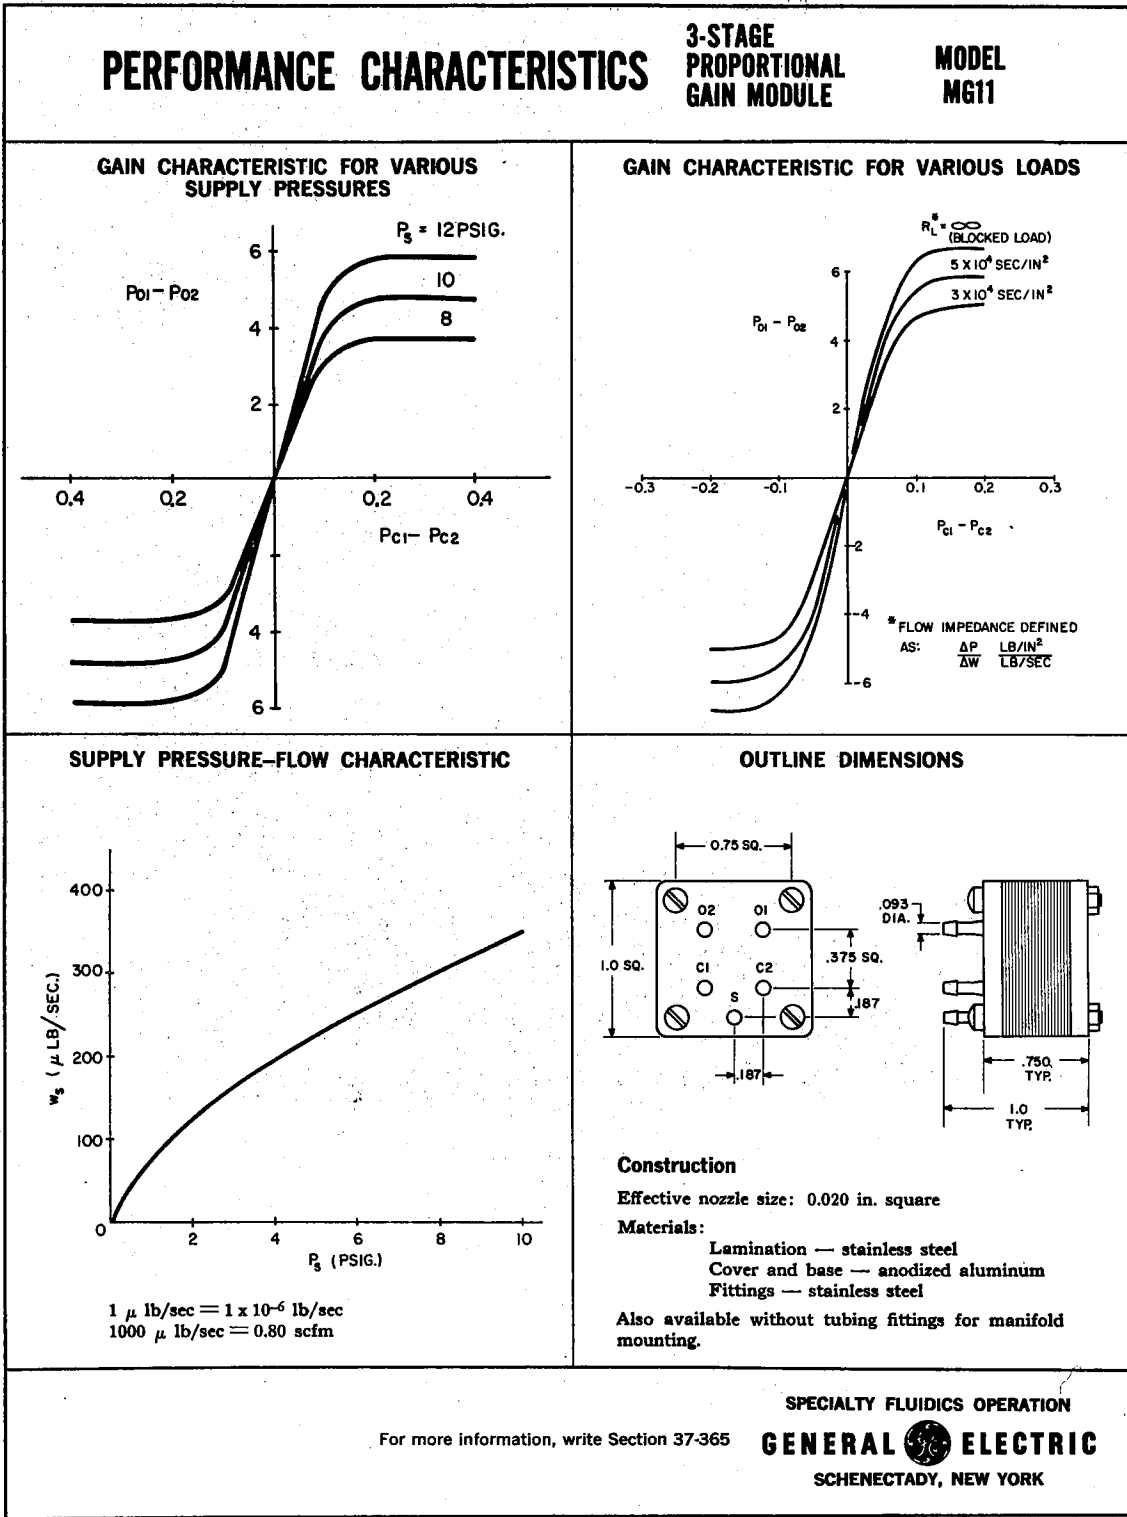 PERFORMANCE CHARACTERISTICS
3-STAGE
PROPORTIONAL
GAIN MODULE
MODEL
MG11
GAIN CHARACTERISTIC FOR VARIOUS
SUPPLY PRESSURES
Ps = 12 PSIG.
10
8
PO1 – PO2
6
4
2
0.4
0.2
0.2
0.4
PC1 – PC2
4
6
GAIN CHARACTERISTIC FOR VARIOUS LOADS
RL* = ∞
(BLOCKED LOAD)
5 X 10⁴ SEC/IN²
3 X 10⁴ SEC/IN²
PO1 – PO2
6
4
2
-0.3
-0.2
-0.1
0.1
0.2
0.3
PC1 – PC2
-2
-4
-6
* FLOW IMPEDANCE DEFINED
AS: ΔP LB/IN²
ΔW LB/SEC
SUPPLY PRESSURE–FLOW CHARACTERISTIC
400
300
200
100
0
Ws ( μ LB/SEC.)
2
4
6
8
10
Ps (PSIG.)
1 μ lb/sec = 1 x 10⁻⁶ lb/sec
1000 μ lb/sec = 0.80 scfm
OUTLINE DIMENSIONS
0.75 SQ.
1.0 SQ.
O2
O1
C1
C2
S
.375 SQ.
.187
.187
.093
DIA.
.750
TYP.
1.0
TYP.
Construction
Effective nozzle size: 0.020 in. square
Materials:
Lamination — stainless steel
Cover and base — anodized aluminum
Fittings — stainless steel
Also available without tubing fittings for manifold
mounting.
For more information, write Section 37-365
SPECIALTY FLUIDICS OPERATION
GENERAL GE ELECTRIC
SCHENECTADY, NEW YORK